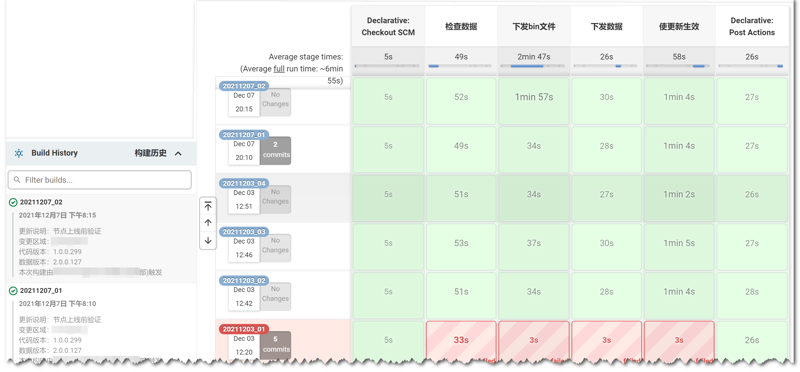 Declarative: Checkout SCM
检查数据
下发bin文件
下发数据
使更新生效
Declarative: Post Actions
Average stage times:
(Average full run time: ~6min 55s)
5s
49s
2min 47s
26s
58s
26s
20211207_02
Dec 07
20:15
No Changes
5s
52s
1min 57s
30s
1min 4s
27s
20211207_01
Dec 07
20:10
2 commits
5s
49s
34s
28s
1min 4s
27s
20211203_04
Dec 03
12:51
No Changes
5s
51s
34s
27s
1min 2s
26s
20211203_03
Dec 03
12:46
No Changes
5s
53s
37s
30s
1min 5s
27s
20211203_02
Dec 03
12:42
No Changes
5s
51s
34s
28s
1min 4s
28s
20211203_01
Dec 03
12:20
5 commits
5s
33s
3s
3s
3s
26s
failed
failed
failed
failed
Build History
构建历史
Filter builds...
20211207_02
2021年12月7日 下午8:15
更新说明：节点上线前验证
变更区域：
代码版本：1.0.0.299
数据版本：2.0.0.127
本次构建由
部)触发
20211207_01
2021年12月7日 下午8:10
更新说明：节点上线前验证
变更区域：
代码版本：1.0.0.299
数据版本：2.0.0.127